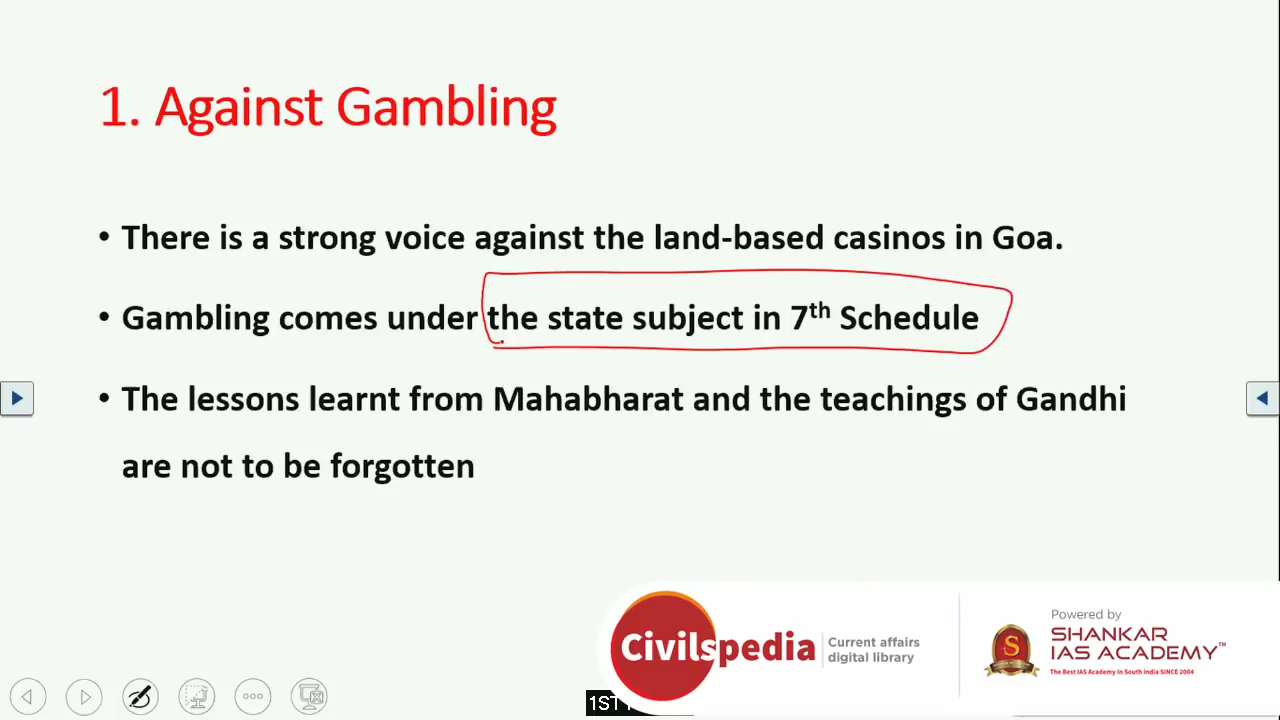 1. Against Gambling
• There is a strong voice against the land-based casinos in Goa.
• Gambling comes under the state subject in 7th Schedule
• The lessons learnt from Mahabharat and the teachings of Gandhi
are not to be forgotten
Civilspedia
Current affairs
digital library
Powered by
SHANKAR
IAS ACADEMY™
The Best IAS Academy in South India SINCE 2004
S
1ST